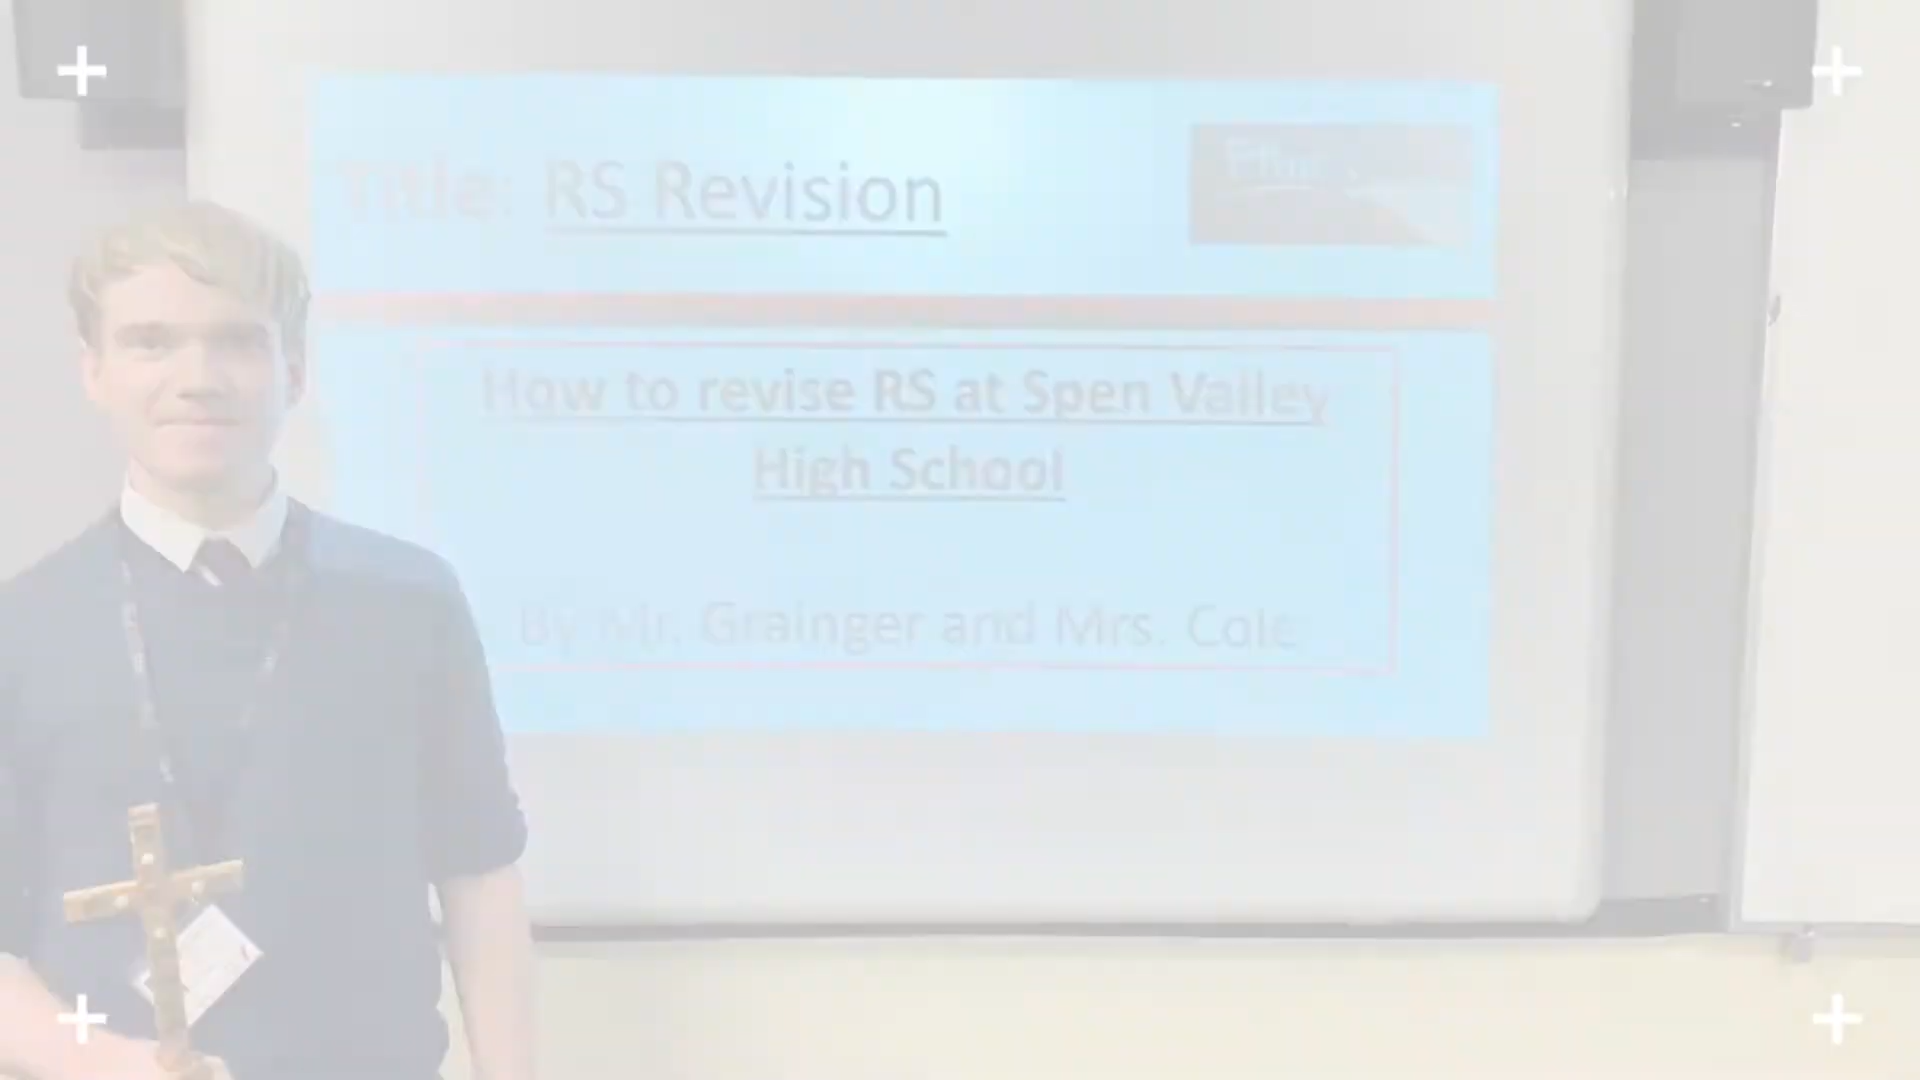 Title: RS Revision
How to revise RS at Spen Valley
High School
By Mr. Grainger and Mrs. Cole